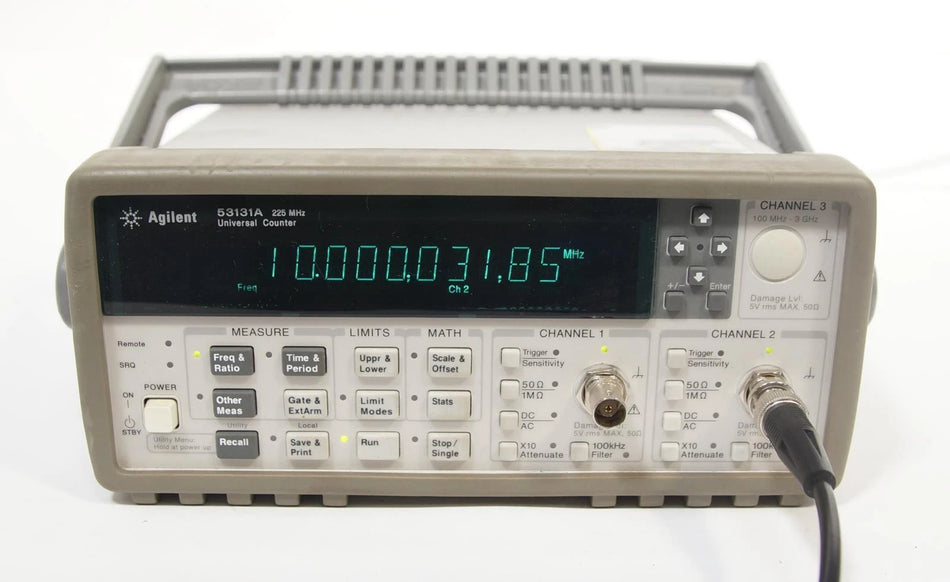 Agilent
53131A 225 MHz
Universal Counter
10.000,031,85 MHz
Freq
Ch 2
+/−
Enter
CHANNEL 3
100 MHz - 3 GHz
Damage Lvl:
5V rms MAX, 50Ω
Remote
SRQ
POWER
ON
STBY
Utility Menu:
Hold at power up
MEASURE
LIMITS
MATH
Freq &
Ratio
Time &
Period
Uppr &
Lower
Scale &
Offset
Other
Meas
Gate &
ExtArm
Limit
Modes
Stats
Utility
Local
Recall
Save &
Print
Run
Stop/
Single
CHANNEL 1
Trigger
Sensitivity
50 Ω
1MΩ
DC
AC
X10
Attenuate
5V rms MAX, 50Ω
100kHz
Filter
CHANNEL 2
Trigger
Sensitivity
50 Ω
1MΩ
DC
AC
X10
Attenuate
Filter